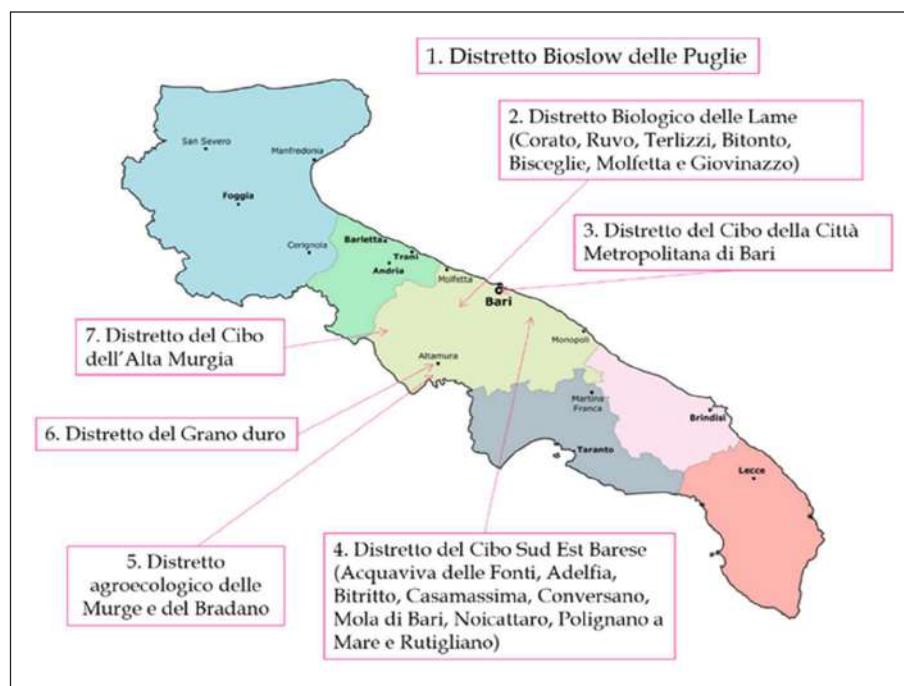 1. Distretto Bioslow delle Puglie
2. Distretto Biologico delle Lame
(Corato, Ruvo, Terlizzi, Bitonto,
Bisceglie, Molfetta e Giovinazzo)
3. Distretto del Cibo della Città
Metropolitana di Bari
San Severo
Manfredonia
Foggia
Cerignola
Barletta
Trani
Andria
Molfetta
Bari
Monopoli
Altamura
Martina
Franca
Brindisi
Taranto
Lecce
7. Distretto del Cibo
dell'Alta Murgia
6. Distretto del Grano duro
5. Distretto
agroecologico delle
Murge e del Bradano
4. Distretto del Cibo Sud Est Barese
(Acquaviva delle Fonti, Adelfia,
Bitritto, Casamassima, Conversano,
Mola di Bari, Noicattaro, Polignano a
Mare e Rutigliano)